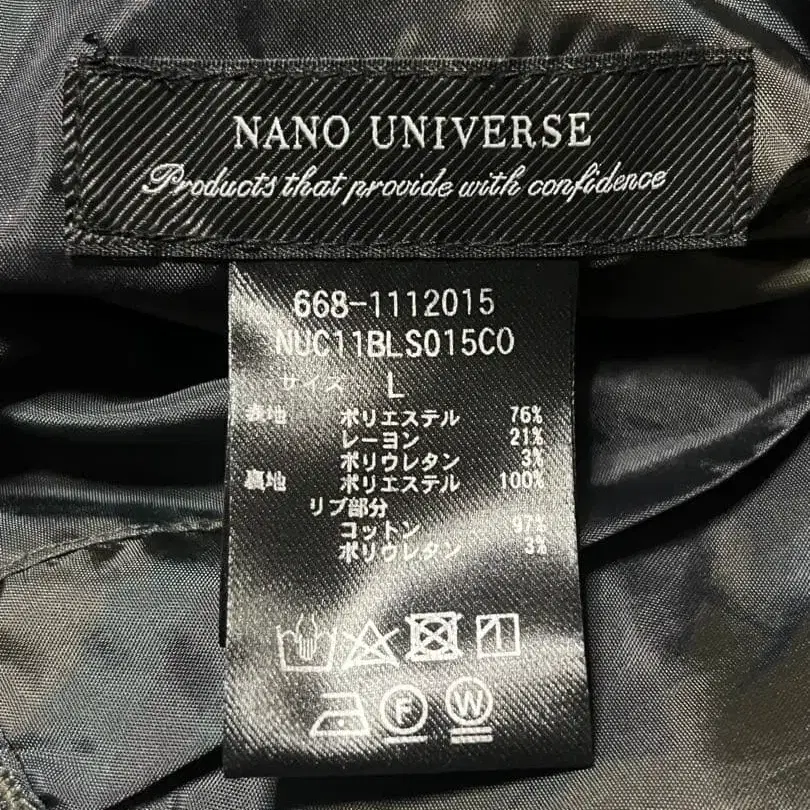 NANO UNIVERSE
Products that provide with confidence
668-1112015
NUC11BLS015CO
サイズ L
表地 ポリエステル 76%
レーヨン 21%
ポリウレタン 3%
裏地 ポリエステル 100%
リブ部分
コットン 97%
ポリウレタン 3%
F W